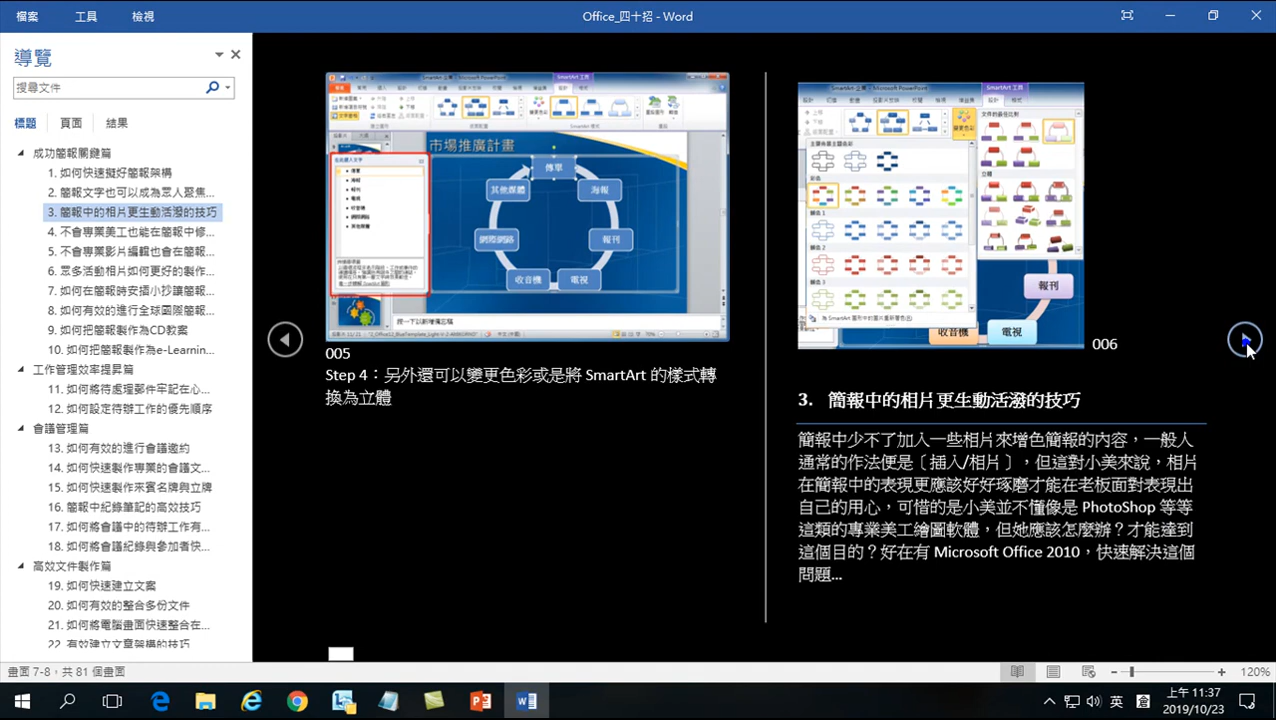 檔案 工具 檢視
Office_四十招 - Word
導覽
搜尋文件
標題 頁面 結果
成功簡報關鍵篇
1. 如何快速擬好簡報架構
2. 簡報文字也可以成為眾人聚焦...
3. 簡報中的相片更生動活潑的技巧
4. 不會專業美工也能在簡報中修...
5. 不會專業影片編輯也會在簡報...
6. 眾多活動相片如何更好的製作...
7. 如何在簡報時安插小抄讓簡報...
8. 如何有效的進行全球國際簡報...
9. 如何把簡報製作為CD教案
10. 如何把簡報製作為e-Learnin...
工作管理效率提昇篇
11. 如何將待處理郵件牢記在心...
12. 如何設定待辦工作的優先順序
會議管理篇
13. 如何有效的進行會議邀約
14. 如何快速製作專業的會議文...
15. 如何快速製作來賓名牌與立牌
16. 簡報中紀錄筆記的高效技巧
17. 如何將會議中的待辦工作有...
18. 如何將會議紀錄與參加者快...
高效文件製作篇
19. 如何快速建立文案
20. 如何有效的整合多份文件
21. 如何將電腦畫面快速整合在...
22. 有效建立文章架構的技巧
SmartArt 工具
市場推廣計畫
傳單
其他媒體
海報
網際網路
報刊
收音機
電視
按一下以新增備忘稿
005
Step 4：另外還可以變更色彩或是將 SmartArt 的樣式轉
換為立體
SmartArt 工具
報刊
收音機
電視
006
3. 簡報中的相片更生動活潑的技巧
簡報中少不了加入一些相片來增色簡報的內容，一般人
通常的作法便是〔插入/相片〕，但這對小美來說，相片
在簡報中的表現更應該好好琢磨才能在老板面對表現出
自己的用心，可惜的是小美並不懂像是 PhotoShop 等等
這類的專業美工繪圖軟體，但她應該怎麼辦？才能達到
這個目的？好在有 Microsoft Office 2010，快速解決這個
問題...
畫面 7-8，共 81 個畫面
120%
英
上午 11:37
2019/10/23